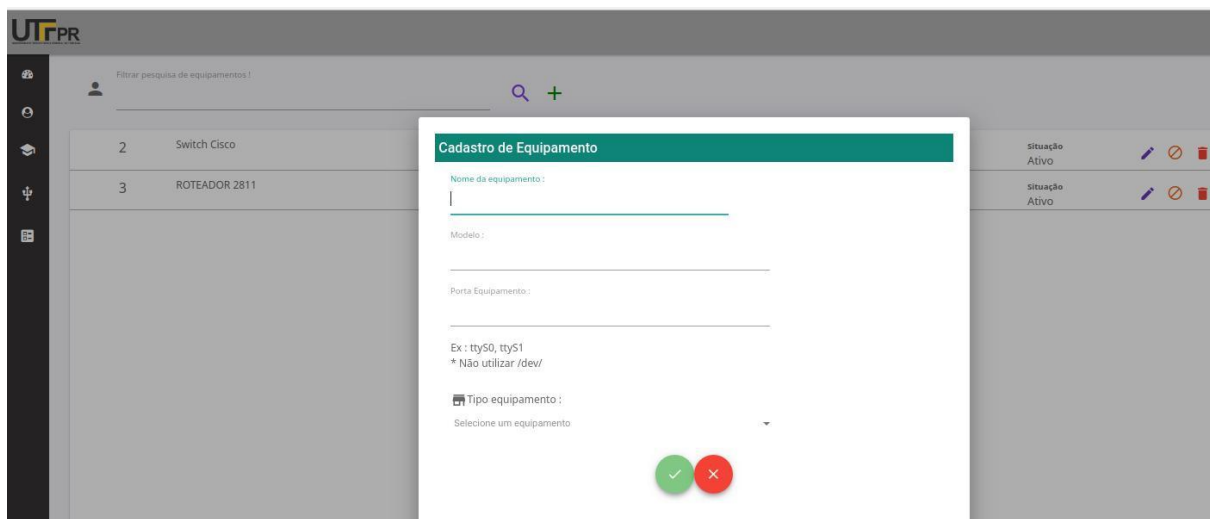 UTFPR
Filtrar pesquisa de equipamentos !
2 Switch Cisco
Situação
Ativo
3 ROTEADOR 2811
Situação
Ativo
Cadastro de Equipamento
Nome da equipamento :
Modelo :
Porta Equipamento :
Ex : ttyS0, ttyS1
* Não utilizar /dev/
Tipo equipamento :
Selecione um equipamento